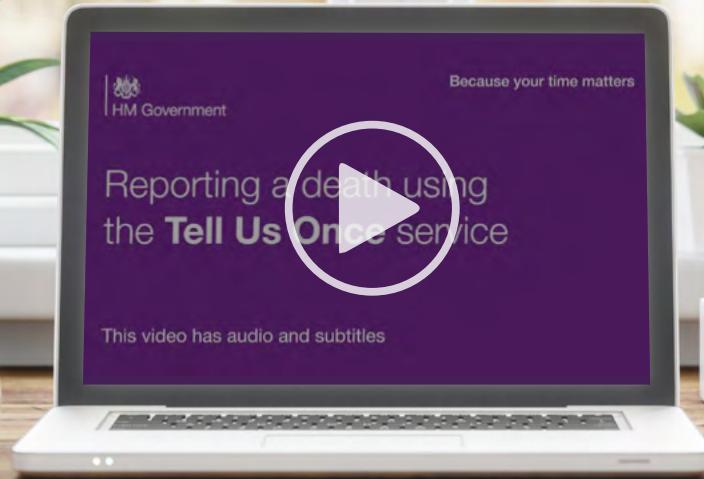 HM Government
Because your time matters
Reporting a death using
the Tell Us Once service
This video has audio and subtitles